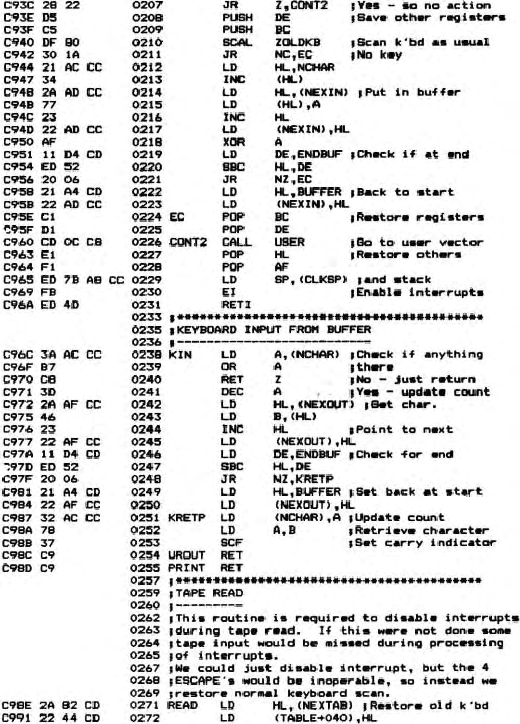 C93C 28 22 0207 JR Z,CONT2 ;Yes - so no action
C93E D5 0208 PUSH DE ;Save other registers
C93F C5 0209 PUSH BC
C940 DF 80 0210 SCAL ZOLDKB ;Scan k'bd as usual
C942 30 1A 0211 JR NC,EC ;No key
C944 21 AC CC 0212 LD HL,NCHAR
C947 34 0213 INC (HL)
C948 2A AD CC 0214 LD HL,(NEXIN) ;Put in buffer
C94B 77 0215 LD (HL),A
C94C 23 0216 INC HL
C94D 22 AD CC 0217 LD (NEXIN),HL
C950 AF 0218 XOR A
C951 11 D4 CD 0219 LD DE,ENDBUF ;Check if at end
C954 ED 52 0220 SBC HL,DE
C956 20 06 0221 JR NZ,EC
C958 21 A4 CD 0222 LD HL,BUFFER ;Back to start
C95B 22 AD CC 0223 LD (NEXIN),HL
C95E C1 0224 EC POP BC ;Restore registers
C95F D1 0225 POP DE
C960 CD 0C C8 0226 CONT2 CALL USER ;Go to user vector
C963 E1 0227 POP HL ;Restore others
C964 F1 0228 POP AF
C965 ED 7B A8 CC 0229 LD SP,(CLKSP) ;and stack
C969 FB 0230 EI ;Enable interrupts
C96A ED 4D 0231 RETI
0233 ;******************************************
0235 ;KEYBOARD INPUT FROM BUFFER
0236 ;--------------------------
C96C 3A AC CC 0238 KIN LD A,(NCHAR) ;Check if anything
C96F B7 0239 OR A ;there
C970 C8 0240 RET Z ;No - just return
C971 3D 0241 DEC A ;Yes - update count
C972 2A AF CC 0242 LD HL,(NEXOUT) ;Get char.
C975 46 0243 LD B,(HL)
C976 23 0244 INC HL ;Point to next
C977 22 AF CC 0245 LD (NEXOUT),HL
C97A 11 D4 CD 0246 LD DE,ENDBUF ;Check for end
C97D ED 52 0247 SBC HL,DE
C97F 20 06 0248 JR NZ,KRETP
C981 21 A4 CD 0249 LD HL,BUFFER ;Set back at start
C984 22 AF CC 0250 LD (NEXOUT),HL
C987 32 AC CC 0251 KRETP LD (NCHAR),A ;Update count
C98A 78 0252 LD A,B ;Retrieve character
C98B 37 0253 SCF ;Set carry indicator
C98C C9 0254 UROUT RET
C98D C9 0255 PRINT RET
0257 ;******************************************
0259 ;TAPE READ
0260 ;---------
0262 ;This routine is required to disable interrupts
0263 ;during tape read. If this were not done some
0264 ;tape input would be missed during processing
0265 ;of interrupts.
0267 ;We could just disable interrupt, but the 4
0268 ;ESCAPE's would be inoperable, so instead we
0269 ;restore normal keyboard scan.
C98E 2A 82 CD 0271 READ LD HL,(NEXTAB) ;Restore old k'bd
C991 22 44 CD 0272 LD (TABLE+040),HL